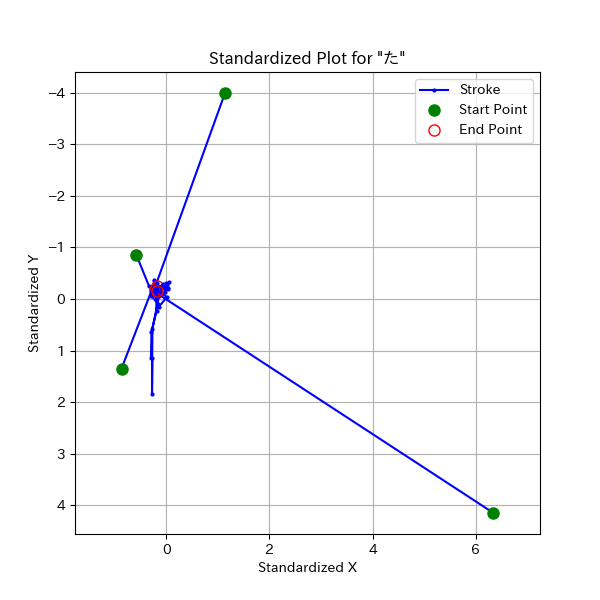 Standardized Plot for "た"
Stroke
Start Point
End Point
−4
−3
−2
−1
0
1
2
3
4
Standardized Y
0 2 4 6
Standardized X